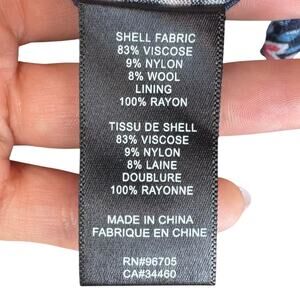 SHELL FABRIC
83% VISCOSE
9% NYLON
8% WOOL
LINING
100% RAYON
TISSU DE SHELL
83% VISCOSE
9% NYLON
8% LAINE
DOUBLURE
100% RAYONNE
MADE IN CHINA
FABRIQUE EN CHINE
RN#96705
CA#34460